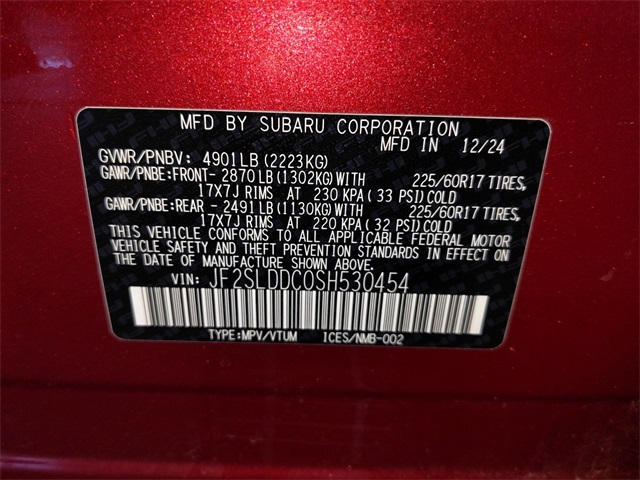 MFD BY SUBARU CORPORATION
MFD IN 12/24
GVWR/PNBV: 4901LB(2223KG)
GAWR/PNBE:FRONT- 2870LB(1302KG)WITH 225/60R17 TIRES,
17X7J RIMS AT 230 KPA( 33 PSI)COLD
GAWR/PNBE:REAR - 2491LB(1130KG)WITH 225/60R17 TIRES,
17X7J RIMS AT 220 KPA( 32 PSI)COLD
THIS VEHICLE CONFORMS TO ALL APPLICABLE FEDERAL MOTOR
VEHICLE SAFETY AND THEFT PREVENTION STANDARDS IN EFFECT ON
THE DATE OF MANUFACTURE SHOWN ABOVE.
VIN: JF2SLDDC0SH530454
TYPE:MPV/VTUM ICES/NMB-002